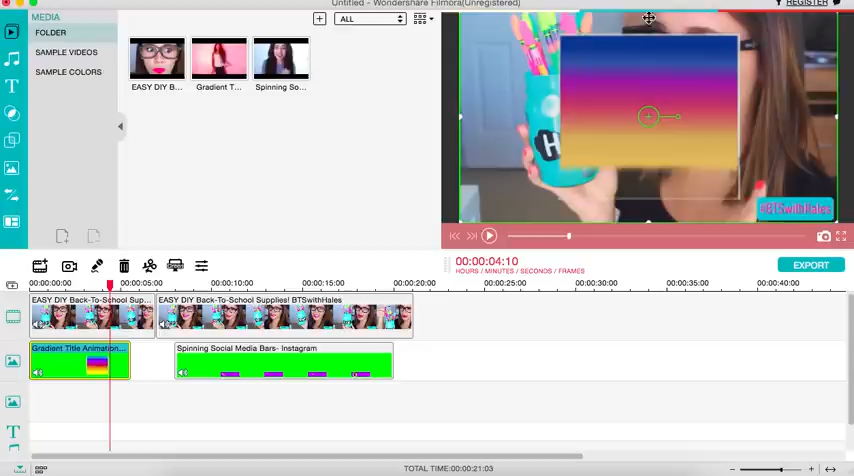 Untitled - Wondershare Filmora(Unregistered)
REGISTER
MEDIA
FOLDER
SAMPLE VIDEOS
SAMPLE COLORS
ALL
EASY DIY B...
Gradient T...
Spinning So...
H
#BTSwithHales
00:00:04:10
HOURS / MINUTES / SECONDS / FRAMES
EXPORT
00:00:00:00
00:00:05:00
00:00:10:00
00:00:15:00
00:00:20:00
00:00:25:00
00:00:30:00
00:00:35:00
00:00:40:00
EASY DIY Back-To-School Sup...
EASY DIY Back-To-School Supplies! BTSwithHales
Gradient Title Animation...
Spinning Social Media Bars- Instagram
TOTAL TIME:00:00:21:03